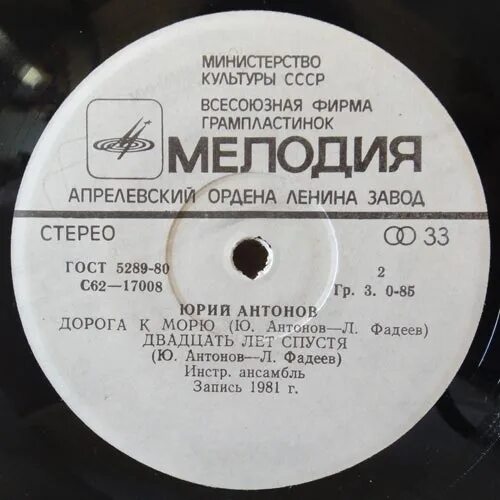 МИНИСТЕРСТВО
КУЛЬТУРЫ СССР
ВСЕСОЮЗНАЯ ФИРМА
ГРАМПЛАСТИНОК
МЕЛОДИЯ
АПРЕЛЕВСКИЙ ОРДЕНА ЛЕНИНА ЗАВОД
СТЕРЕО 33
ГОСТ 5289-80 2
С62—17008 Гр. 3. 0-85
ЮРИЙ АНТОНОВ
ДОРОГА К МОРЮ (Ю. Антонов—Л. Фадеев)
ДВАДЦАТЬ ЛЕТ СПУСТЯ
(Ю. Антонов—Л. Фадеев)
Инстр. ансамбль
Запись 1981 г.